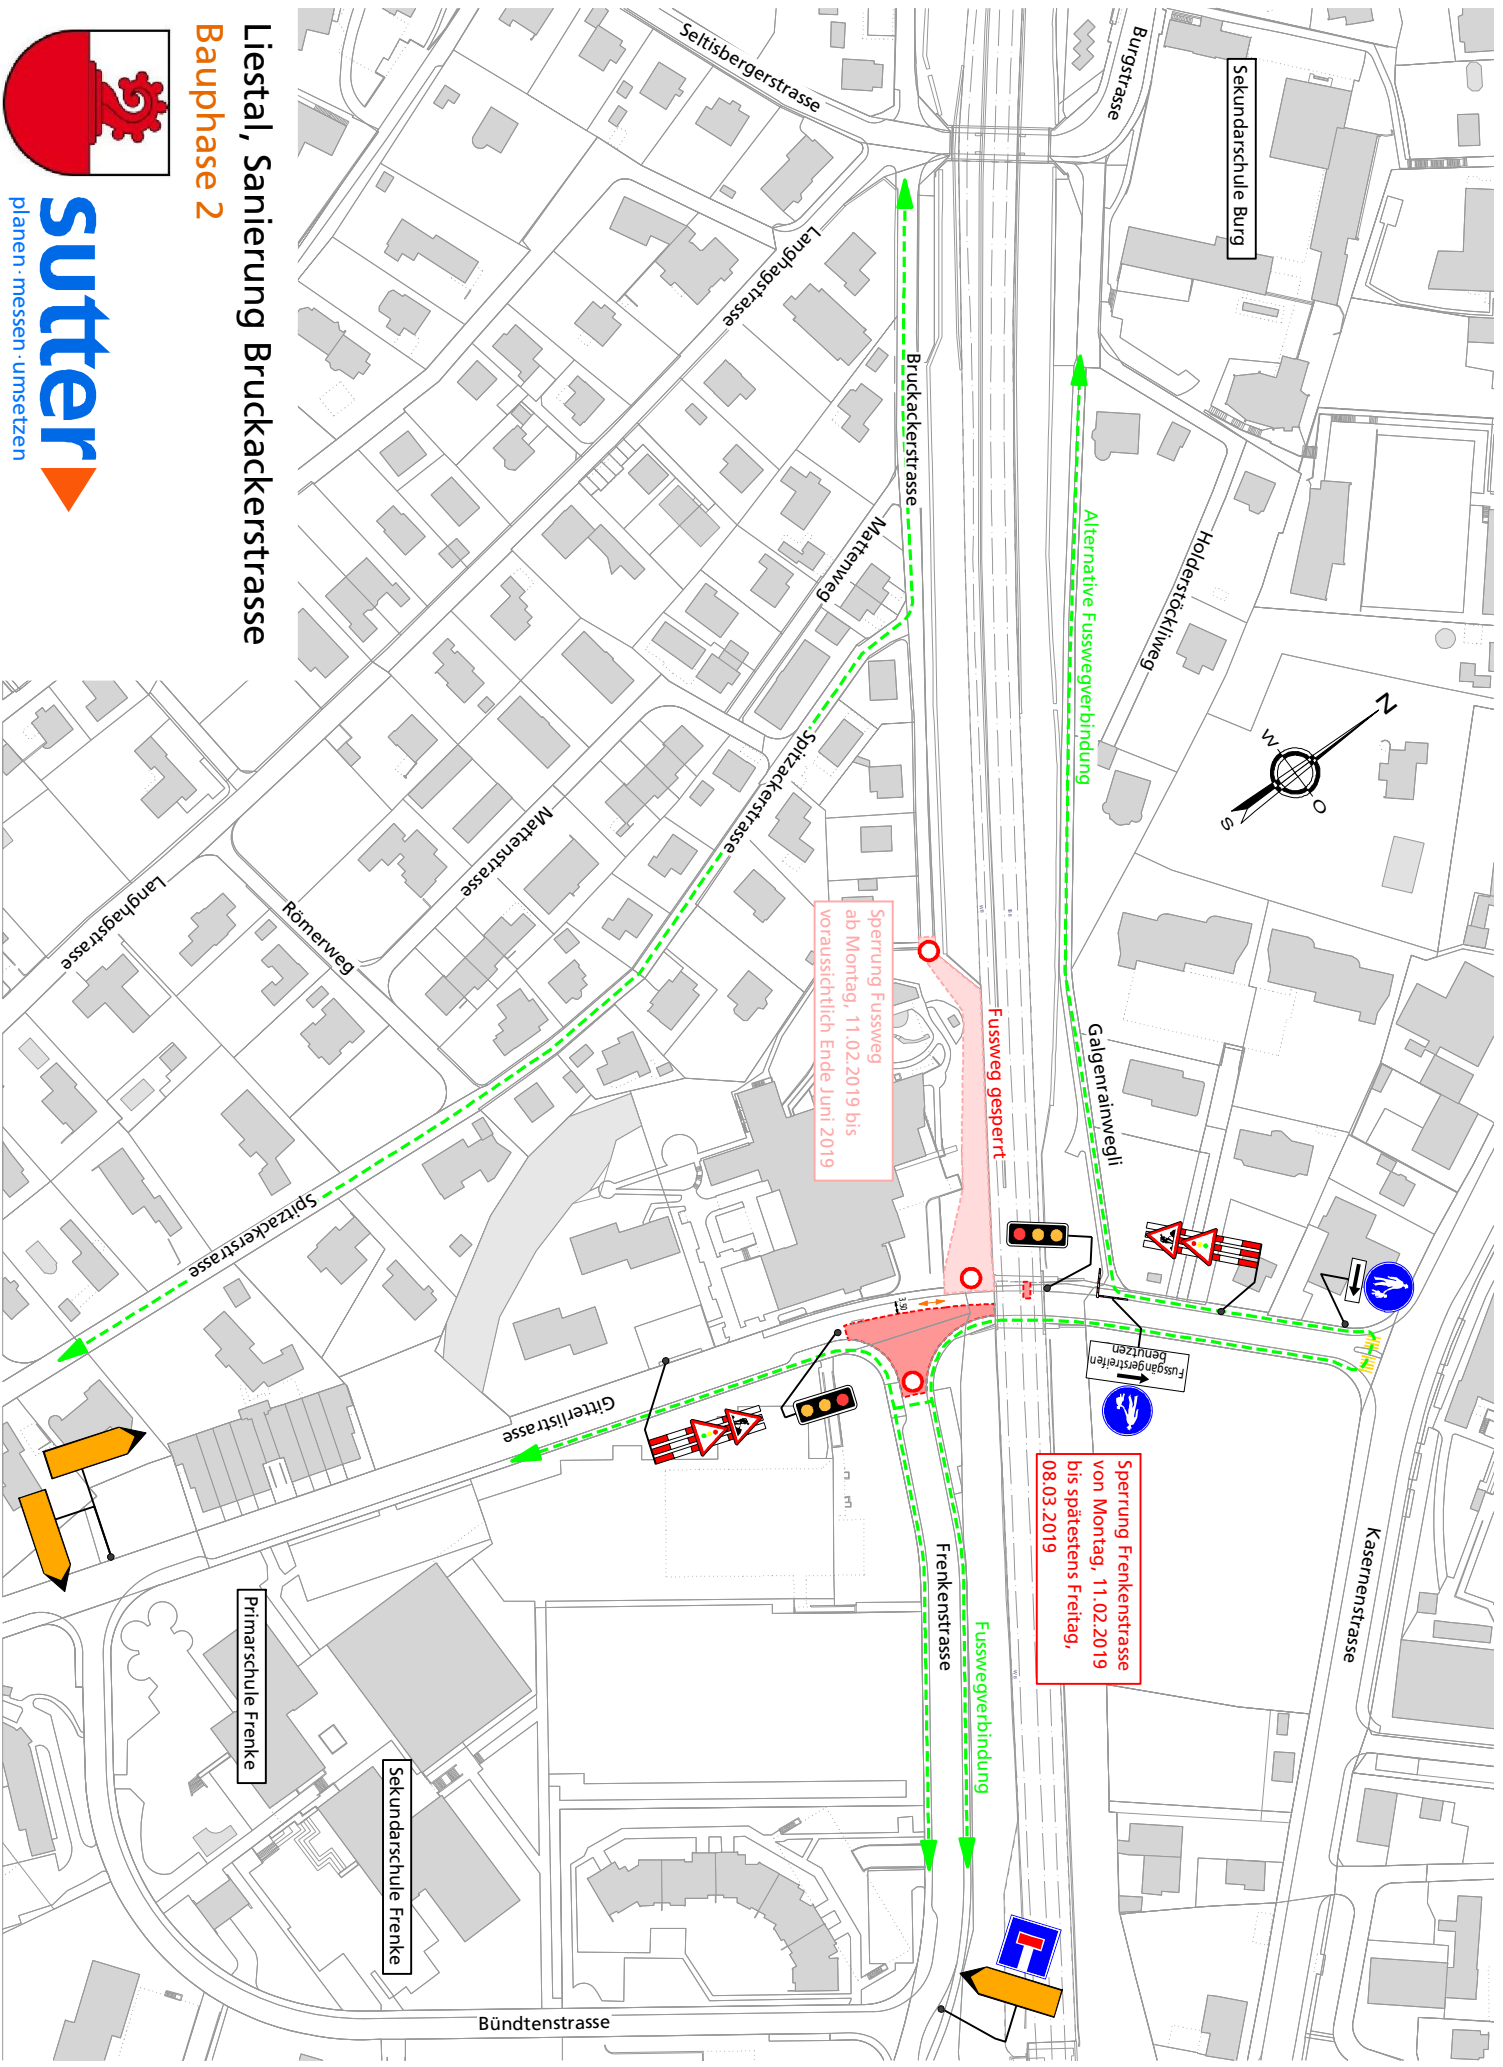 Liestal, Sanierung Bruckackerstrasse
Bauphase 2
sutter
planen·messen·umsetzen
Seltisbergerstrasse
Burgstrasse
Sekundarschule Burg
Langhagstrasse
Bruckackerstrasse
Mattenweg
Alternative Fusswegverbindung
Holderstöckliweg
N
W
O
S
Spitzackerstrasse
Mattenstrasse
Römerweg
Langhagstrasse
Sperrung Fussweg
ab Montag, 11.02.2019 bis
voraussichtlich Ende Juni 2019
Fussweg gesperrt
Galgenrainwegli
Spitzackerstrasse
3.50
Fussgängerstreifen
benutzen
Gitterlistrasse
Sperrung Frenkenstrasse
von Montag, 11.02.2019
bis spätestens Freitag,
08.03.2019
Kasernenstrasse
Frenkenstrasse
Fusswegverbindung
Primarschule Frenke
Sekundarschule Frenke
Bündtenstrasse